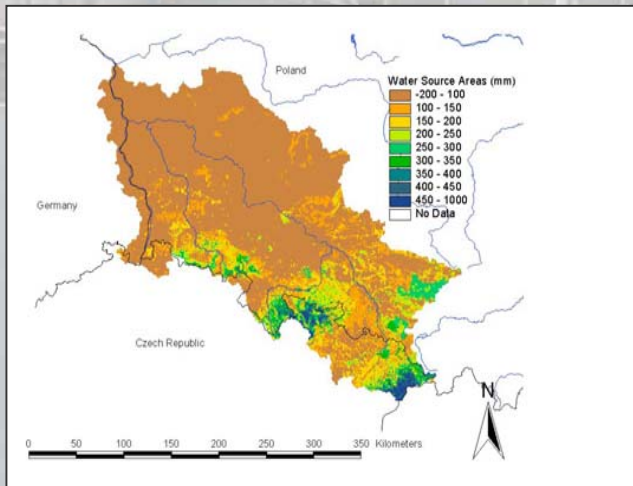 Poland
Water Source Areas (mm)
-200 - 100
100 - 150
150 - 200
200 - 250
250 - 300
300 - 350
350 - 400
400 - 450
450 - 1000
No Data
Germany
Czech Republic
N
0 50 100 150 200 250 300 350 Kilometers